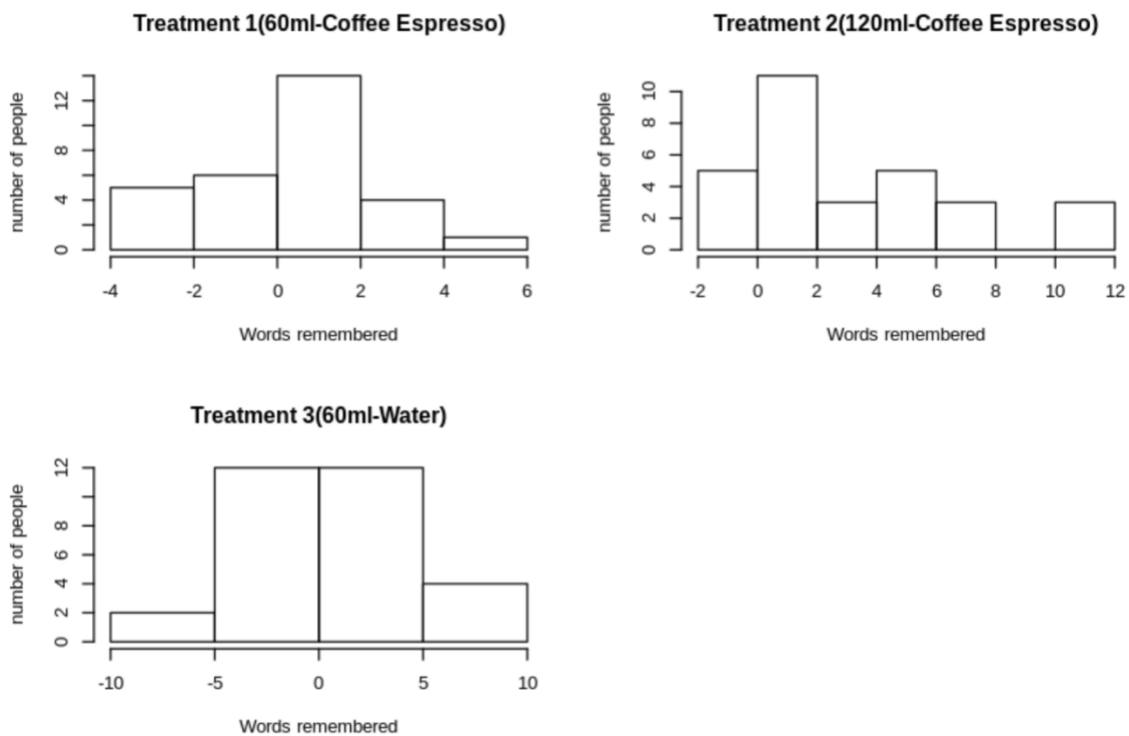 Treatment 1(60ml-Coffee Espresso)
number of people
0 4 8 12
-4 -2 0 2 4 6
Words remembered
Treatment 2(120ml-Coffee Espresso)
number of people
0 2 4 6 8 10
-2 0 2 4 6 8 10 12
Words remembered
Treatment 3(60ml-Water)
number of people
0 2 4 6 8 12
-10 -5 0 5 10
Words remembered